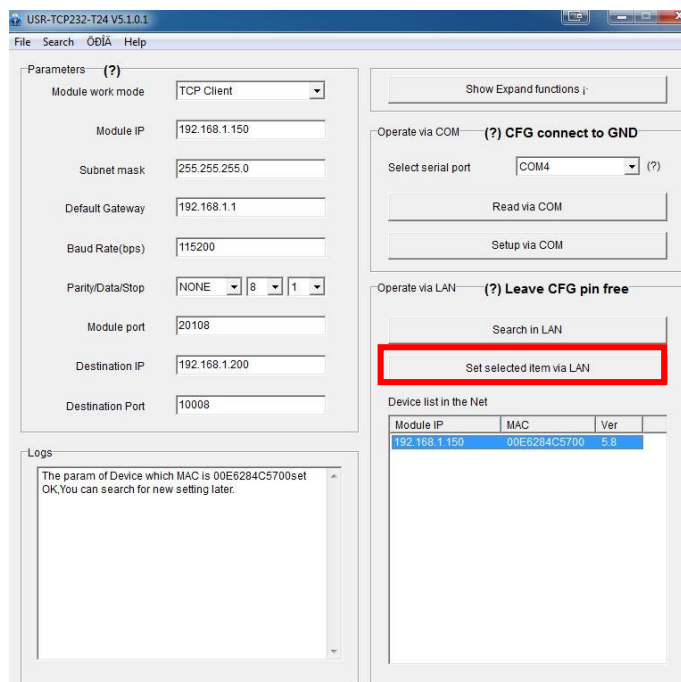 USR-TCP232-T24 V5.1.0.1
File Search ÖÐÎÄ Help
Parameters (?)
Module work mode TCP Client
Module IP 192.168.1.150
Subnet mask 255.255.255.0
Default Gateway 192.168.1.1
Baud Rate(bps) 115200
Parity/Data/Stop NONE 8 1
Module port 20108
Destination IP 192.168.1.200
Destination Port 10008
Logs
The param of Device which MAC is 00E6284C5700set
OK,You can search for new setting later.
Show Expand functions ¡·
Operate via COM (?) CFG connect to GND
Select serial port COM4 (?)
Read via COM
Setup via COM
Operate via LAN (?) Leave CFG pin free
Search in LAN
Set selected item via LAN
Device list in the Net
Module IP MAC Ver
192.168.1.150 00E6284C5700 5.8